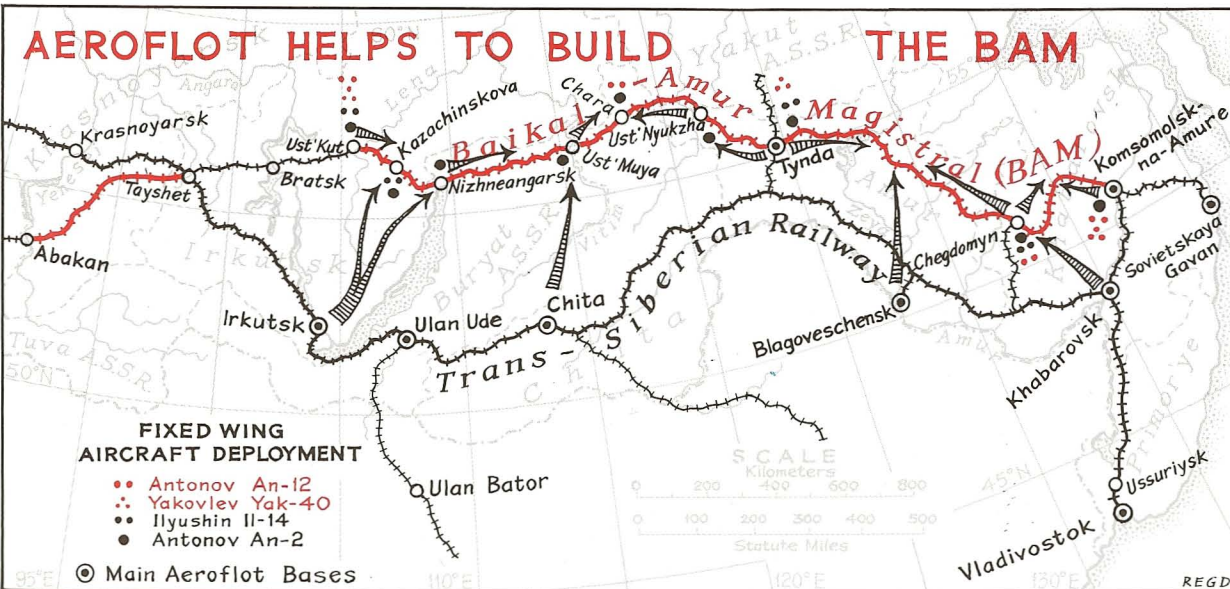 AEROFLOT HELPS TO BUILD THE BAM
Krasnoyarsk
Angara
Lena
Yakut
A.S.S.R.
Krasnoy
Yenesey
Ust'Kut
Kazachinskova
Baikal-Amur Magistral (BAM)
Chara
Ust'Nyukzha
Ust'Muya
Nizhneangarsk
Tynda
Komsomolsk-
na-Amure
Tayshet
Bratsk
Abakan
Irkutsk
Buryat
A.S.S.R.
Vitim
Trans-Siberian Railway
Chegdomyn
Sovietskaya
Gavan
Irkutsk
Ulan Ude
Chita
Blagoveschensk
Khabarovsk
Amur
Tuva A.S.S.R.
50°N
55°
Chita
Primorye
FIXED WING
AIRCRAFT DEPLOYMENT
Antonov An-12
Yakovlev Yak-40
Ilyushin Il-14
Antonov An-2
Main Aeroflot Bases
Ulan Bator
SCALE
Kilometers
0 200 400 600 800
0 100 200 300 400 500
Statute Miles
45°N
Ussuriysk
Vladivostok
95°E
110°E
120°E
130°E
REGD